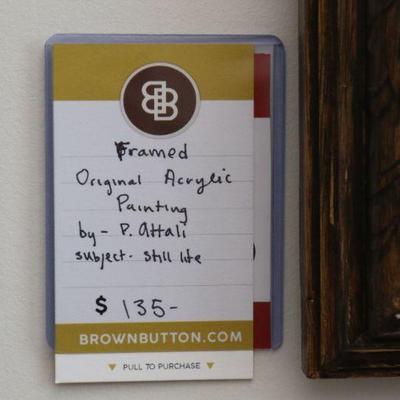 BB
Framed
Original Acrylic
Painting
by - P. Attali
subject - Still life
$ 135-
BROWNBUTTON.COM
▼ PULL TO PURCHASE ▼